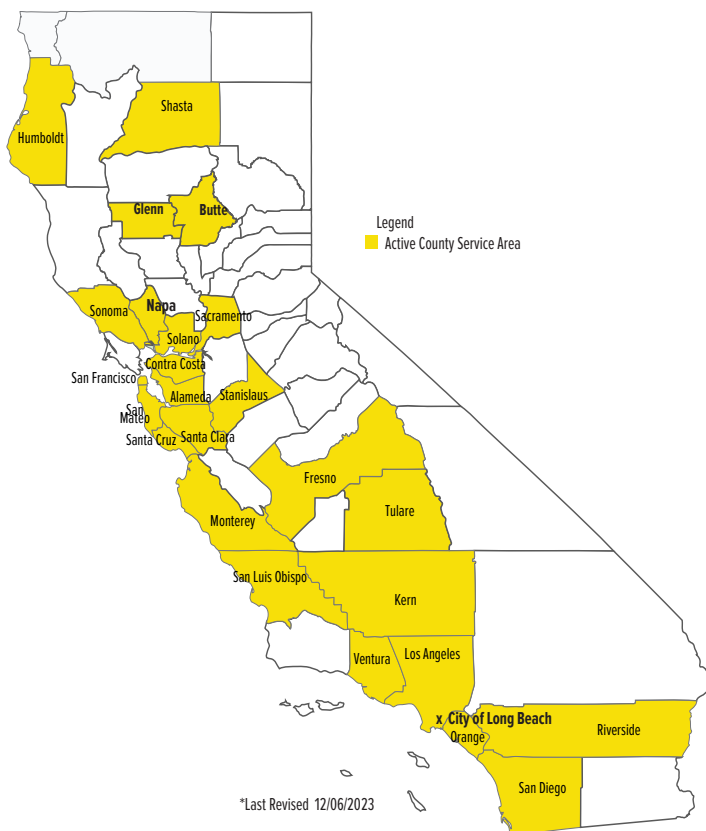 Shasta
Humboldt
Glenn
Butte
Legend
Active County Service Area
Napa
Sonoma
Sacramento
Solano
Contra Costa
San Francisco
Alameda
Stanislaus
San
Mateo
Santa Cruz
Santa Clara
Fresno
Tulare
Monterey
San Luis Obispo
Kern
Ventura
Los Angeles
x City of Long Beach
Orange
Riverside
San Diego
*Last Revised 12/06/2023